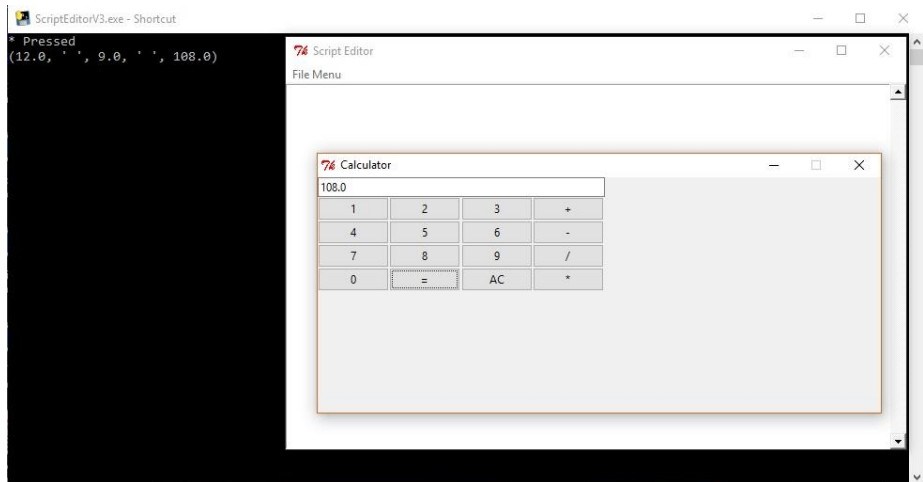 ScriptEditorV3.exe - Shortcut
* Pressed
(12.0, ' ', 9.0, ' ', 108.0)
Script Editor
File Menu
Calculator
108.0
1 2 3 +
4 5 6 -
7 8 9 /
0 = AC *